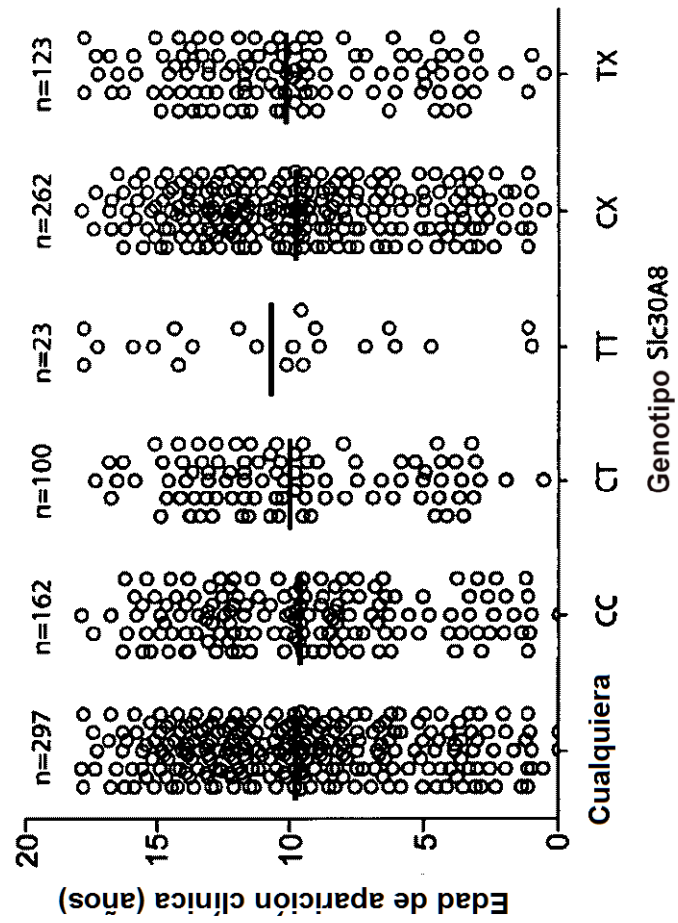 n=297 n=162 n=100 n=23 n=262 n=123
Edad de aparición clínica (años)
20
15
10
5
0
Cualquiera CC CT TT CX TX
Genotipo Slc30A8